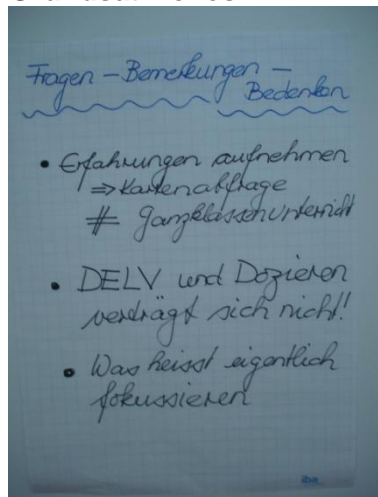 Fragen – Bemerkungen –
Bedenken
• Erfahrungen aufnehmen
⇒ Kartenabfrage
# Ganzklassenunterricht
• DELV und Dozieren
verträgt sich nicht!
• Was heisst eigentlich
fokussieren